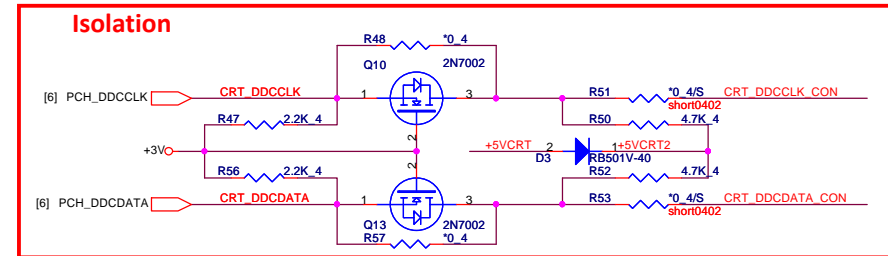 Isolation
R48 *0_4
Q10 2N7002
[6] PCH_DDCCLK CRT_DDCCLK 1 3 R51 *0_4/S CRT_DDCCLK_CON
short0402
R47 2.2K_4 R50 4.7K_4
2
+3V +5VCRT 2 1 +5VCRT2
D3 RB501V-40
2
R56 2.2K_4 R52 4.7K_4
[6] PCH_DDCDATA CRT_DDCDATA 1 3 R53 *0_4/S CRT_DDCDATA_CON
short0402
Q13 2N7002
R57 *0_4